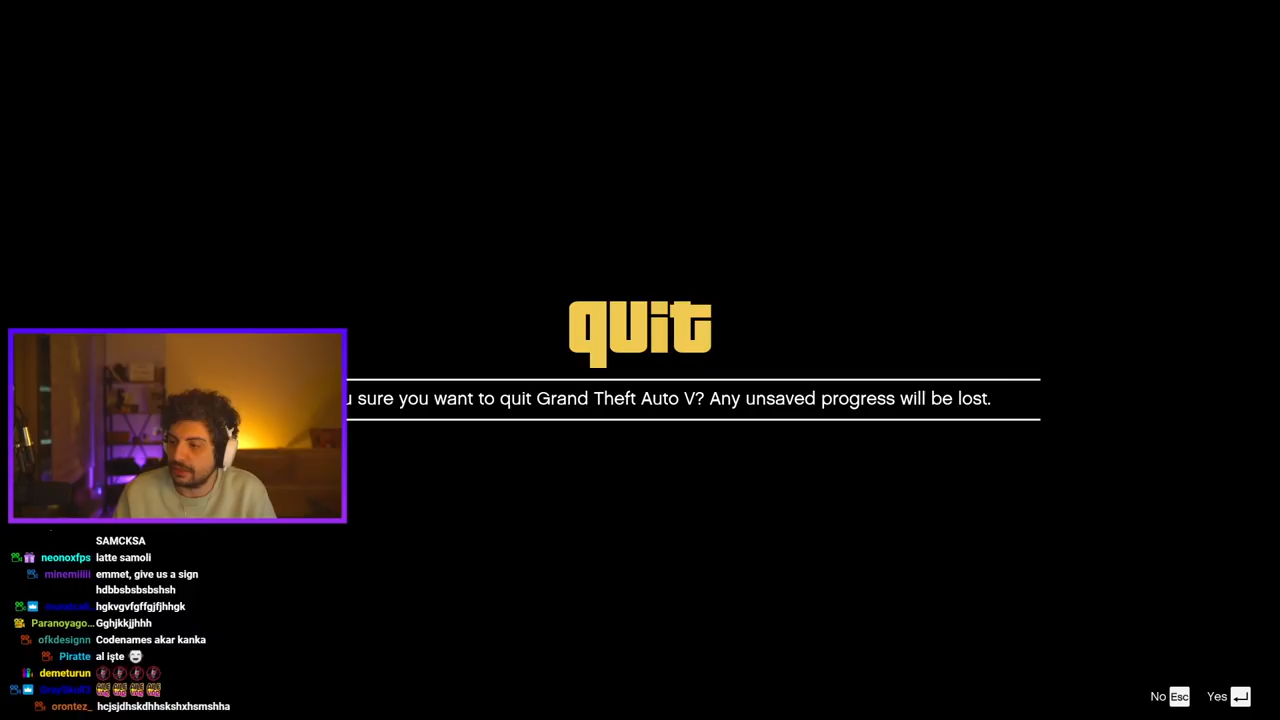 quit
u sure you want to quit Grand Theft Auto V? Any unsaved progress will be lost.
SAMCKSA
neonoxfps latte samoli
minemiiiii emmet, give us a sign
hdbbsbsbsbshsh
hgkvgvfgffgjfjhhgk
Paranoyago... Gghjkkjjhhh
ofkdesignn Codenames akar kanka
Piratte al işte
demeturun
orontez_ hcjsjdhskdhhskshxhsmshha
No Esc Yes